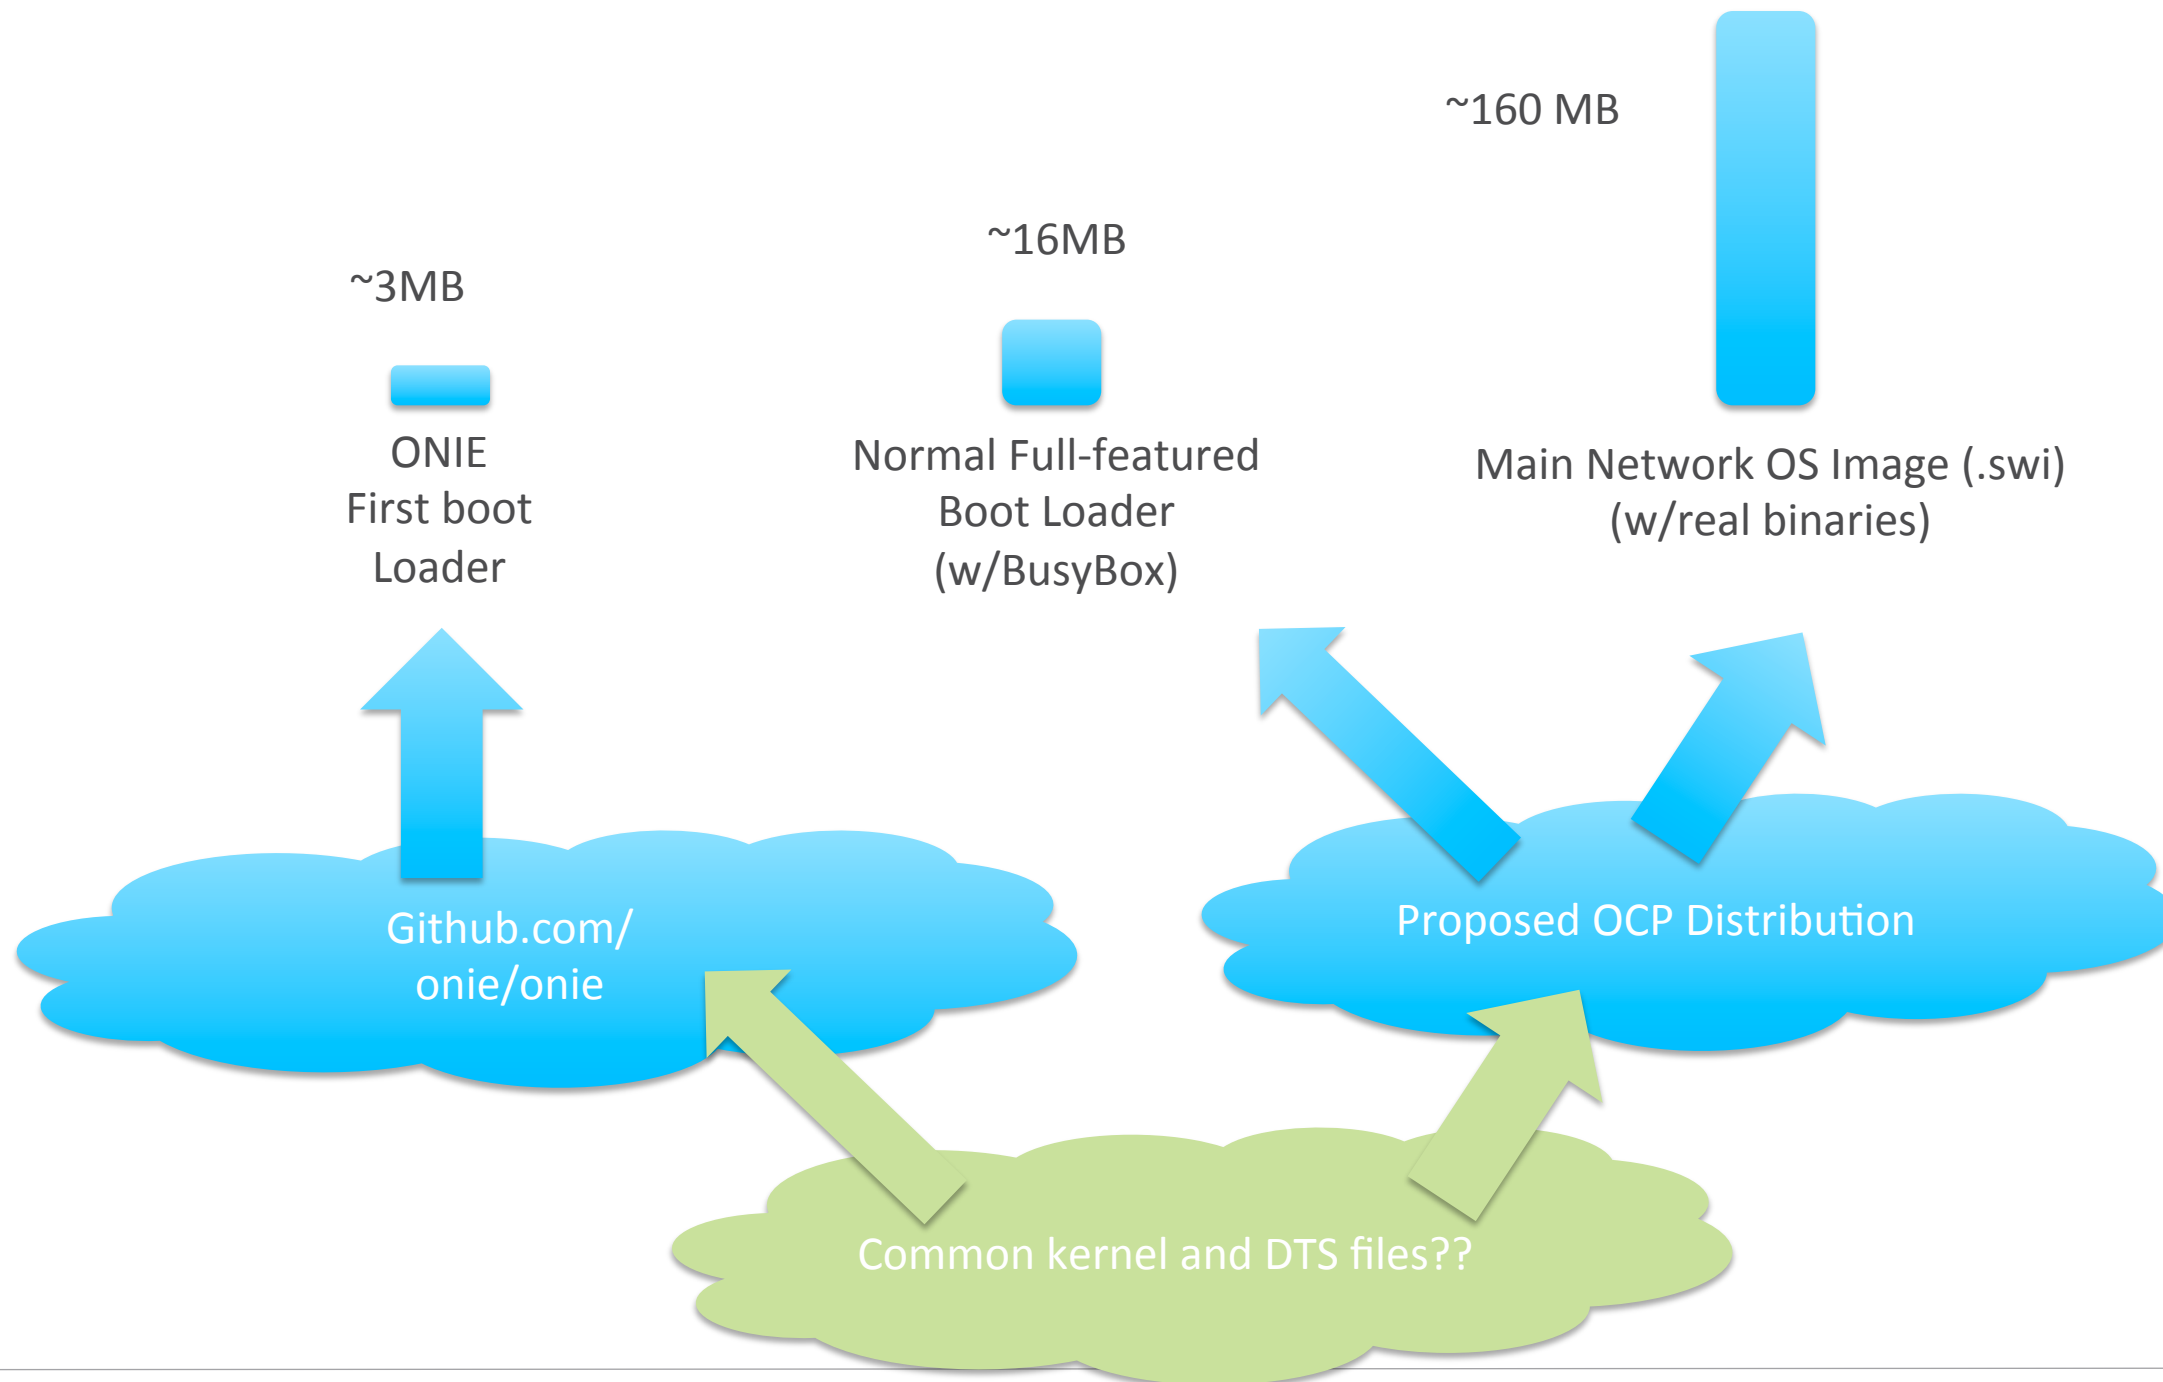 ~160 MB
~16MB
~3MB
ONIE
First boot
Loader
Normal Full-featured
Boot Loader
(w/BusyBox)
Main Network OS Image (.swi)
(w/real binaries)
Github.com/
onie/onie
Proposed OCP Distribution
Common kernel and DTS files??